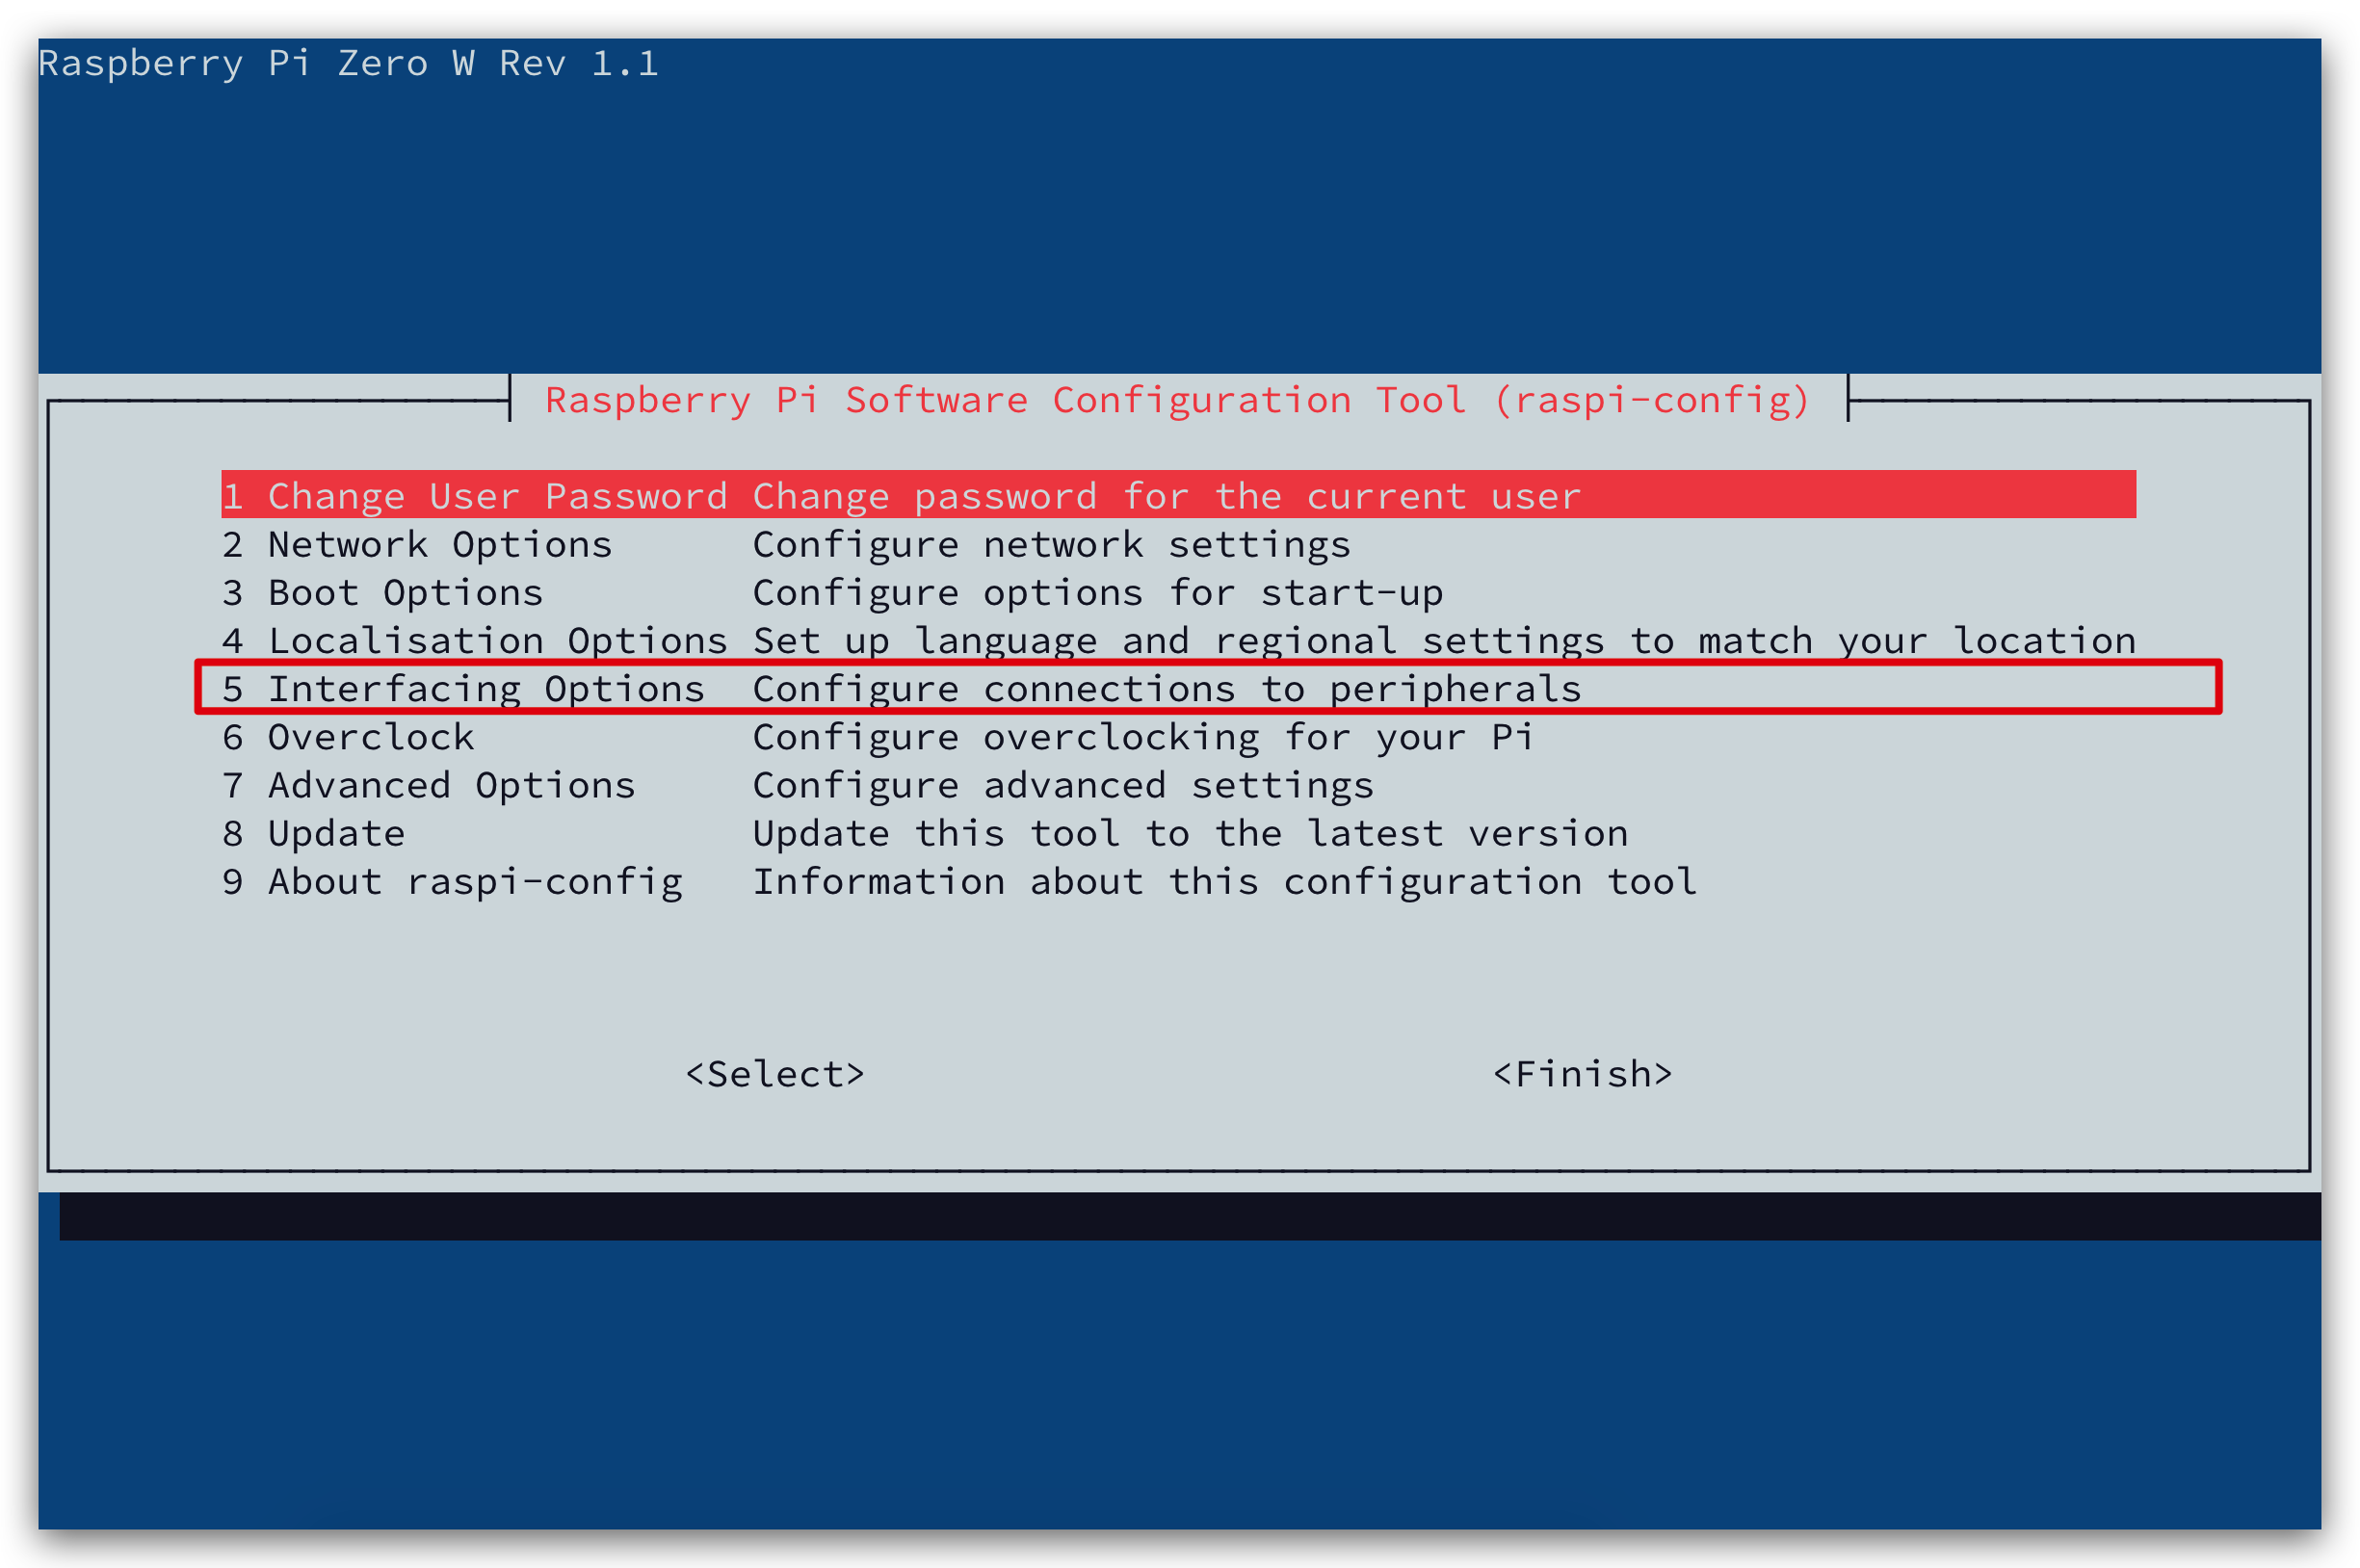 Raspberry Pi Zero W Rev 1.1
Raspberry Pi Software Configuration Tool (raspi-config)
1 Change User Password Change password for the current user
2 Network Options Configure network settings
3 Boot Options Configure options for start-up
4 Localisation Options Set up language and regional settings to match your location
5 Interfacing Options Configure connections to peripherals
6 Overclock Configure overclocking for your Pi
7 Advanced Options Configure advanced settings
8 Update Update this tool to the latest version
9 About raspi-config Information about this configuration tool
<Select> <Finish>